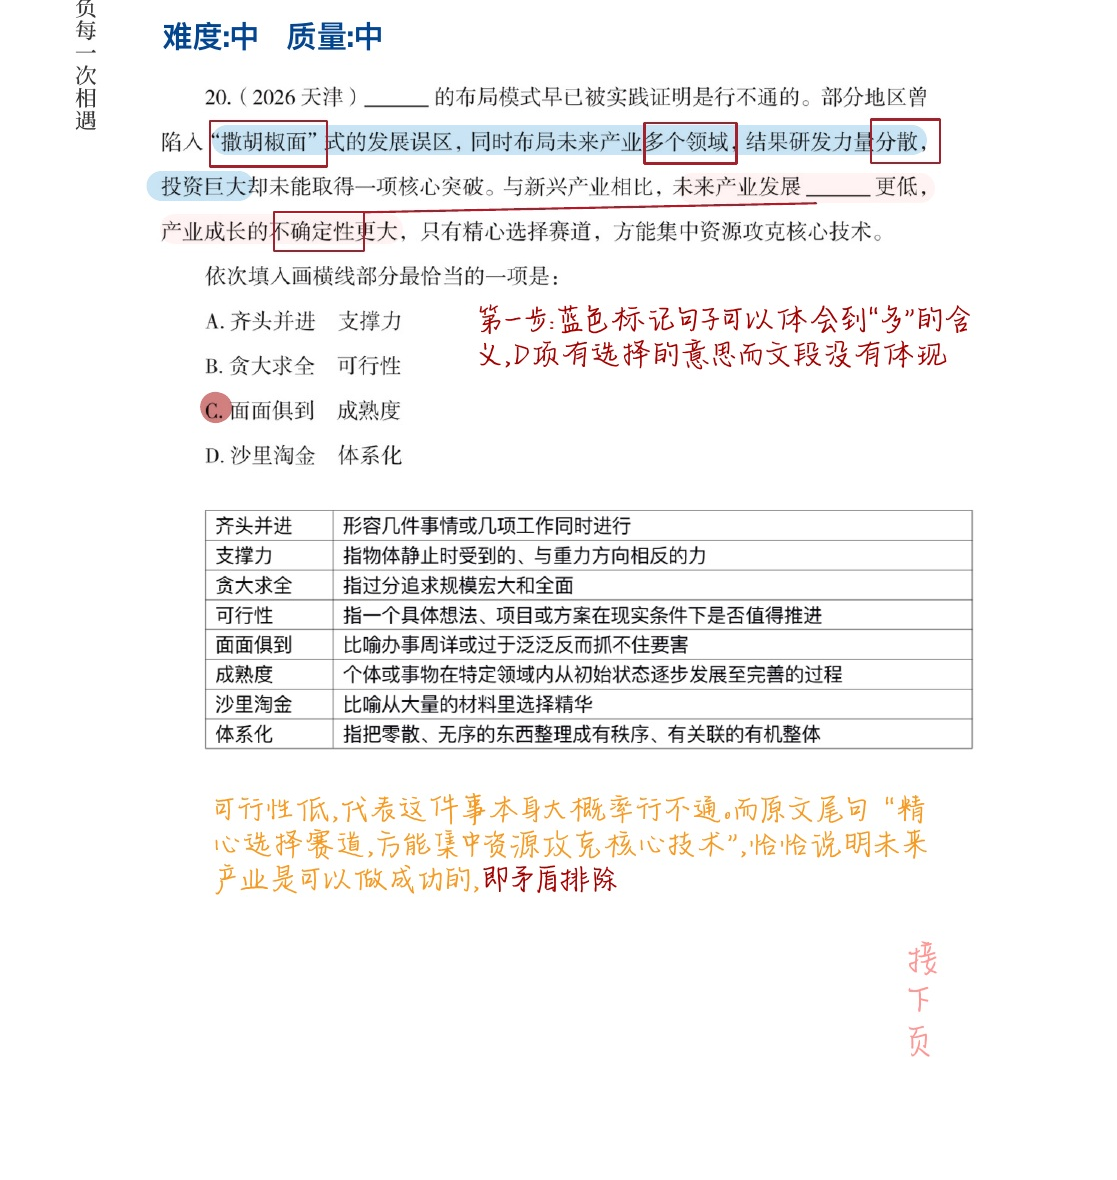 负每一次相遇
难度:中 质量:中
20.（2026 天津）______ 的布局模式早已被实践证明是行不通的。部分地区曾
陷入“撒胡椒面”式的发展误区，同时布局未来产业多个领域，结果研发力量分散，
投资巨大却未能取得一项核心突破。与新兴产业相比，未来产业发展______ 更低，
产业成长的不确定性更大，只有精心选择赛道，方能集中资源攻克核心技术。
依次填入画横线部分最恰当的一项是：
A. 齐头并进 支撑力
B. 贪大求全 可行性
C. 面面俱到 成熟度
D. 沙里淘金 体系化
第一步:蓝色标记句子可以体会到“多”的含
义,D项有选择的意思而文段没有体现
齐头并进 形容几件事情或几项工作同时进行
支撑力 指物体静止时受到的、与重力方向相反的力
贪大求全 指过分追求规模宏大和全面
可行性 指一个具体想法、项目或方案在现实条件下是否值得推进
面面俱到 比喻办事周详或过于泛泛反而抓不住要害
成熟度 个体或事物在特定领域内从初始状态逐步发展至完善的过程
沙里淘金 比喻从大量的材料里选择精华
体系化 指把零散、无序的东西整理成有秩序、有关联的有机整体
可行性低,代表这件事本身大概率行不通。而原文尾句“精
心选择赛道,方能集中资源攻克核心技术”,恰恰说明未来
产业是可以做成功的,即矛盾排除
接
下
页